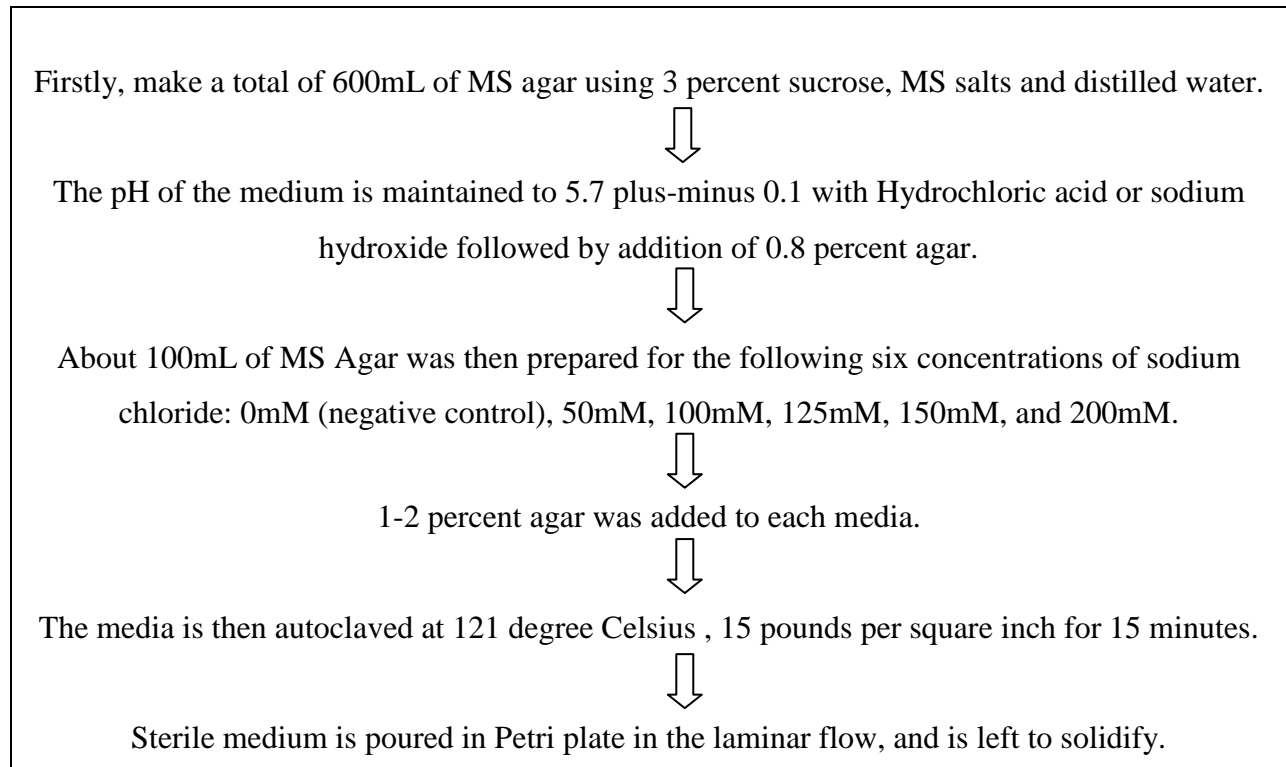 Firstly, make a total of 600mL of MS agar using 3 percent sucrose, MS salts and distilled water.
The pH of the medium is maintained to 5.7 plus-minus 0.1 with Hydrochloric acid or sodium
hydroxide followed by addition of 0.8 percent agar.
About 100mL of MS Agar was then prepared for the following six concentrations of sodium
chloride: 0mM (negative control), 50mM, 100mM, 125mM, 150mM, and 200mM.
1-2 percent agar was added to each media.
The media is then autoclaved at 121 degree Celsius , 15 pounds per square inch for 15 minutes.
Sterile medium is poured in Petri plate in the laminar flow, and is left to solidify.